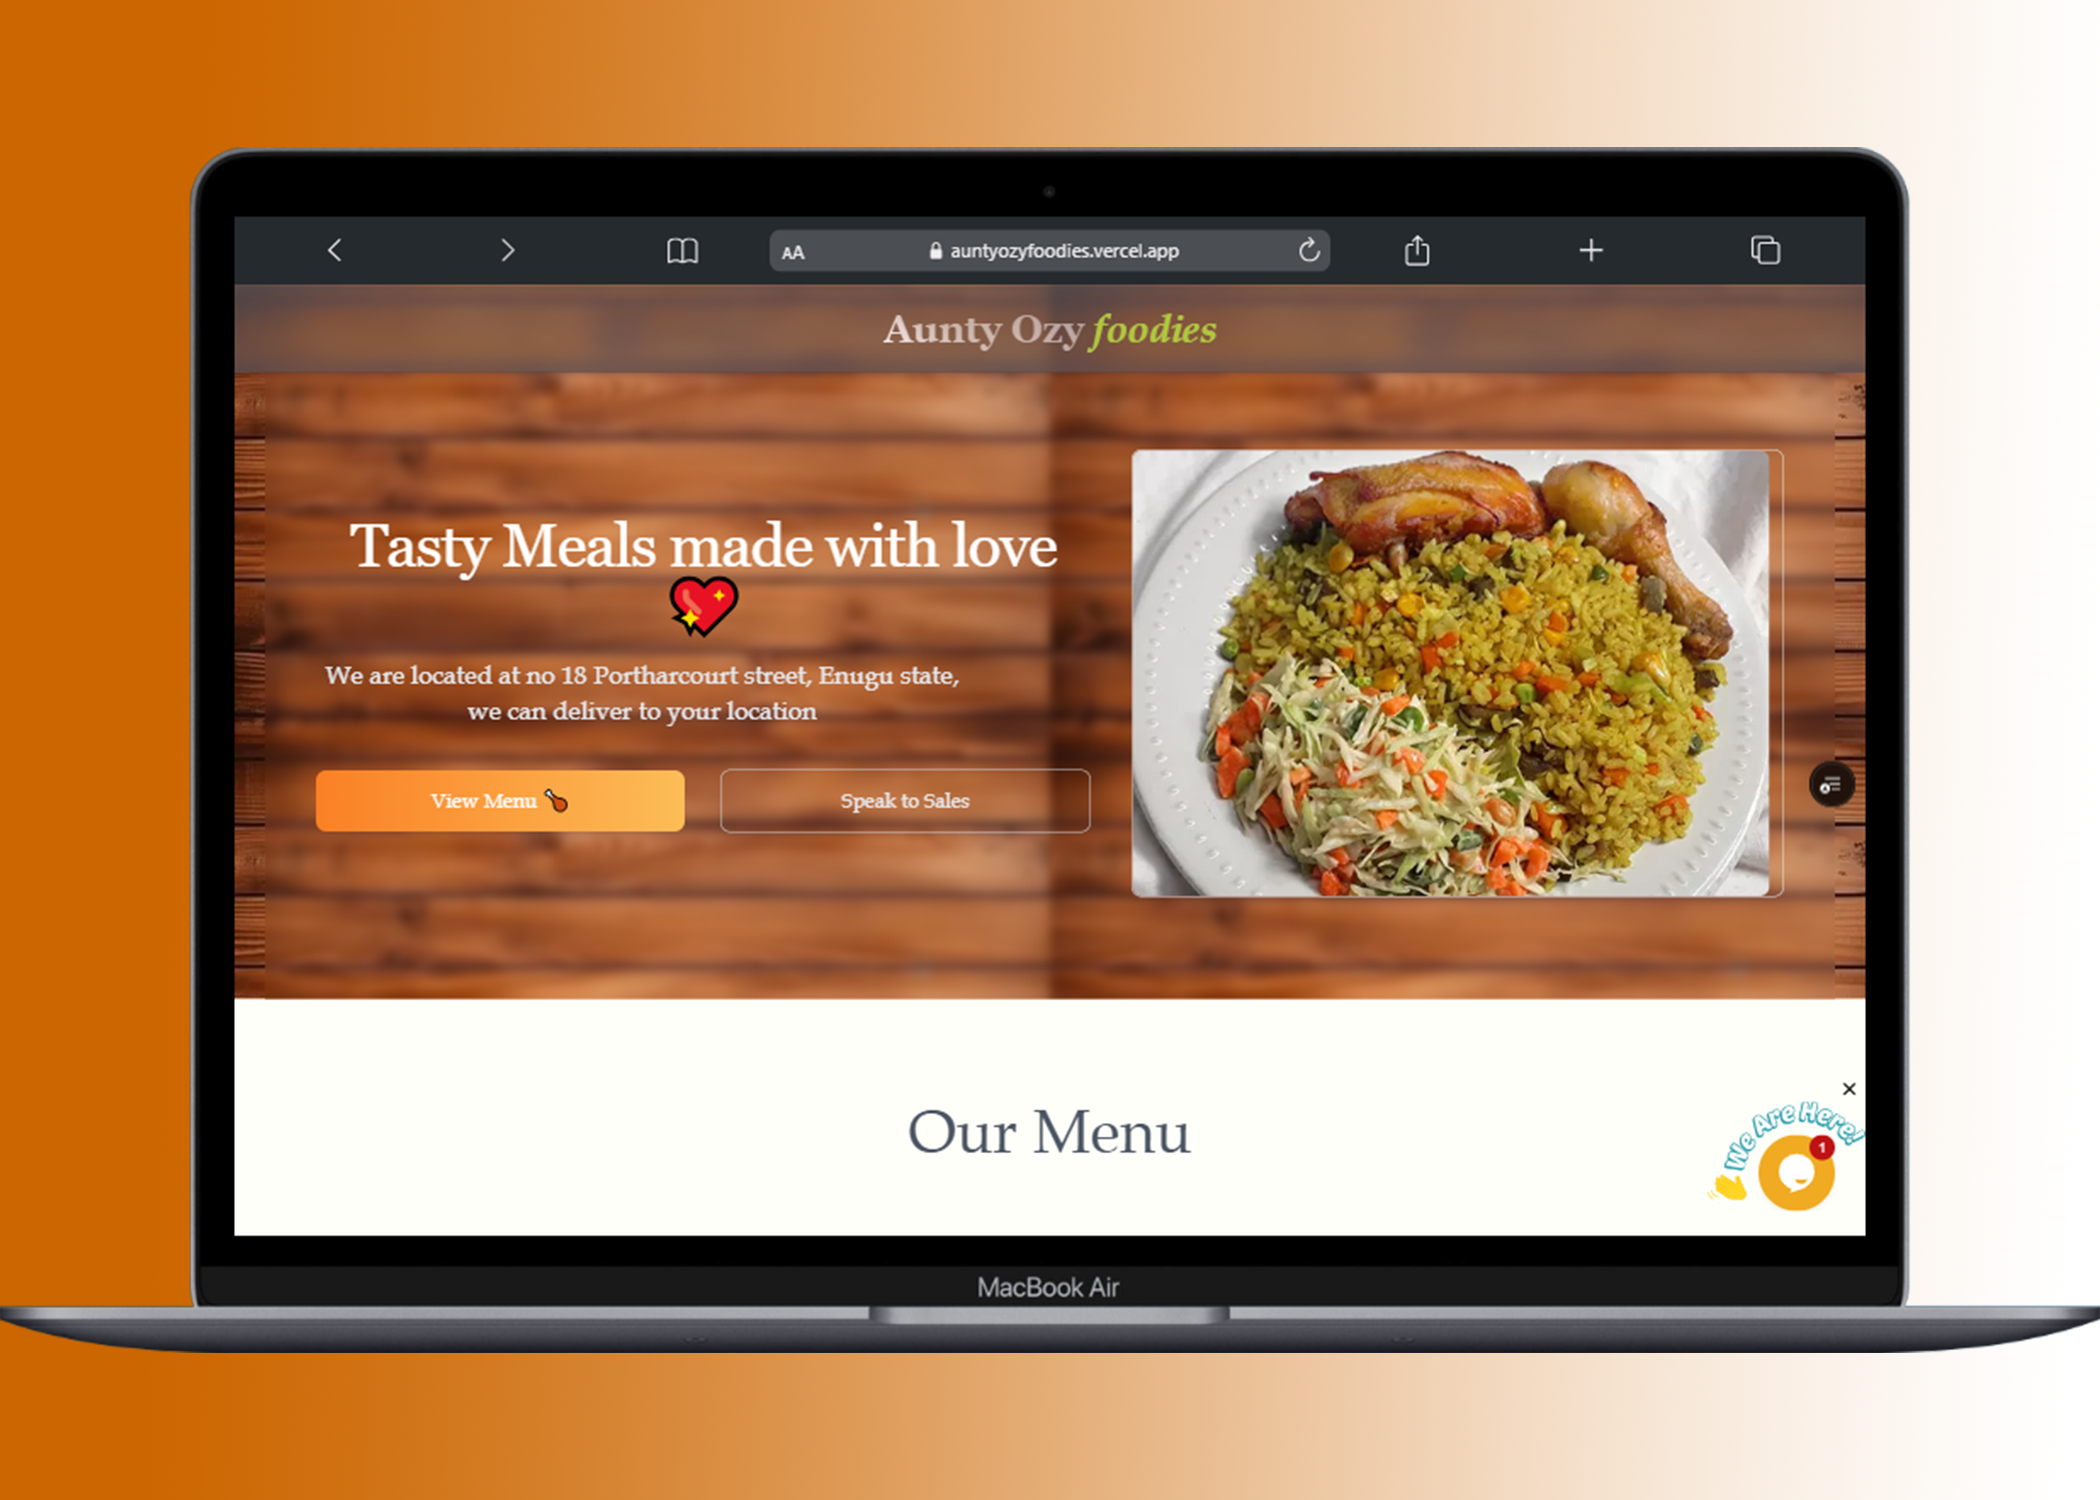 AA auntyozyfoodies.vercel.app
Aunty Ozy foodies
Tasty Meals made with love
We are located at no 18 Portharcourt street, Enugu state,
we can deliver to your location
View Menu
Speak to Sales
Our Menu
We Are Here!
1
MacBook Air